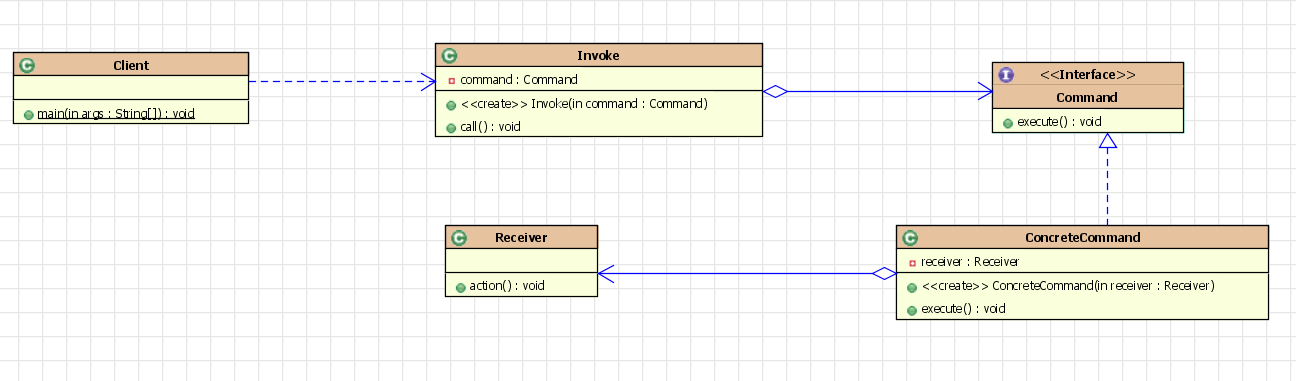 C Client
main(in args : String[]) : void
C Invoke
command : Command
<<create>> Invoke(in command : Command)
call() : void
I <<Interface>>
Command
execute() : void
C Receiver
action() : void
C ConcreteCommand
receiver : Receiver
<<create>> ConcreteCommand(in receiver : Receiver)
execute() : void